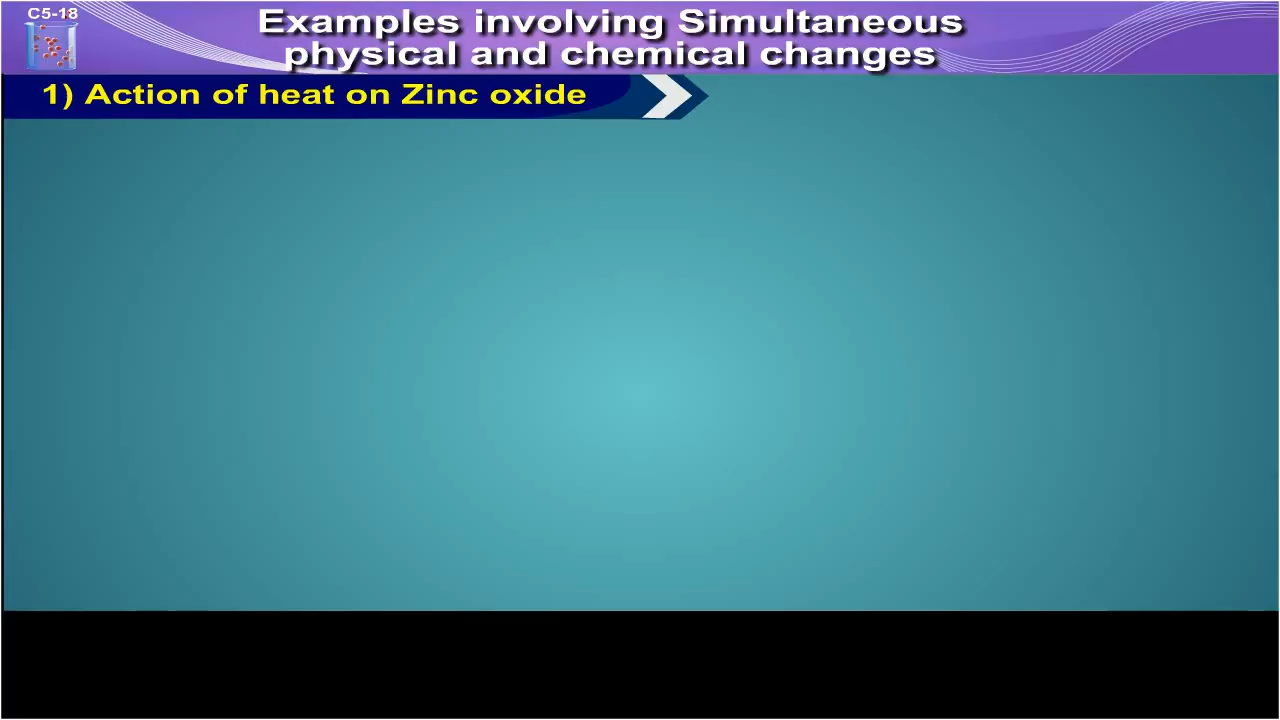 C5-18
Examples involving Simultaneous
physical and chemical changes
1) Action of heat on Zinc oxide